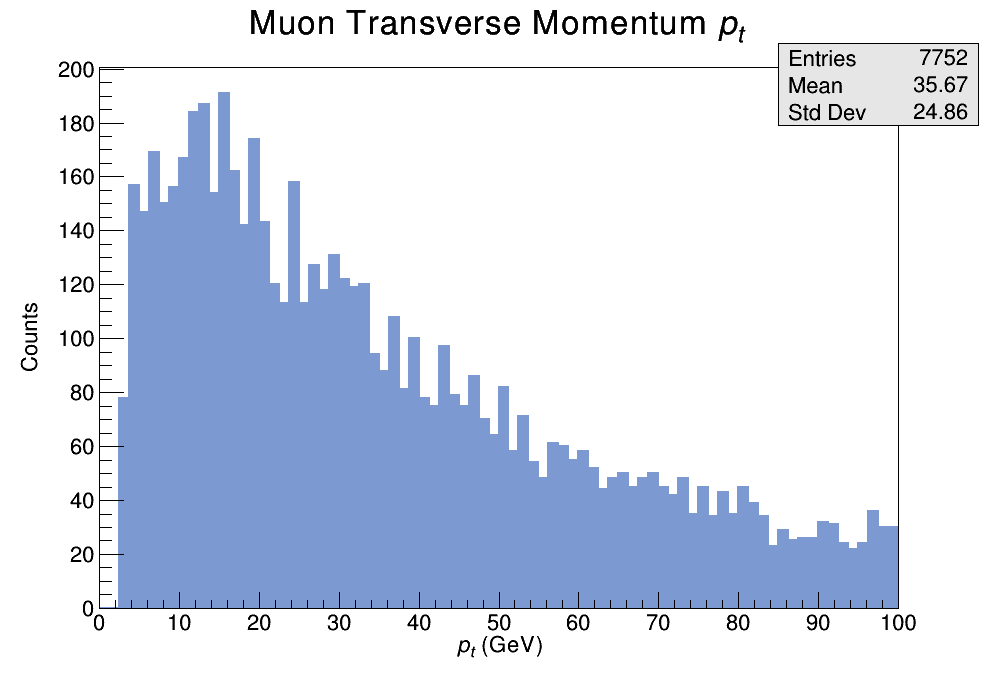 Muon Transverse Momentum pt
Entries 7752
Mean 35.67
Std Dev 24.86
200
180
160
140
120
100
80
60
40
20
0
Counts
0 10 20 30 40 50 60 70 80 90 100
pt (GeV)